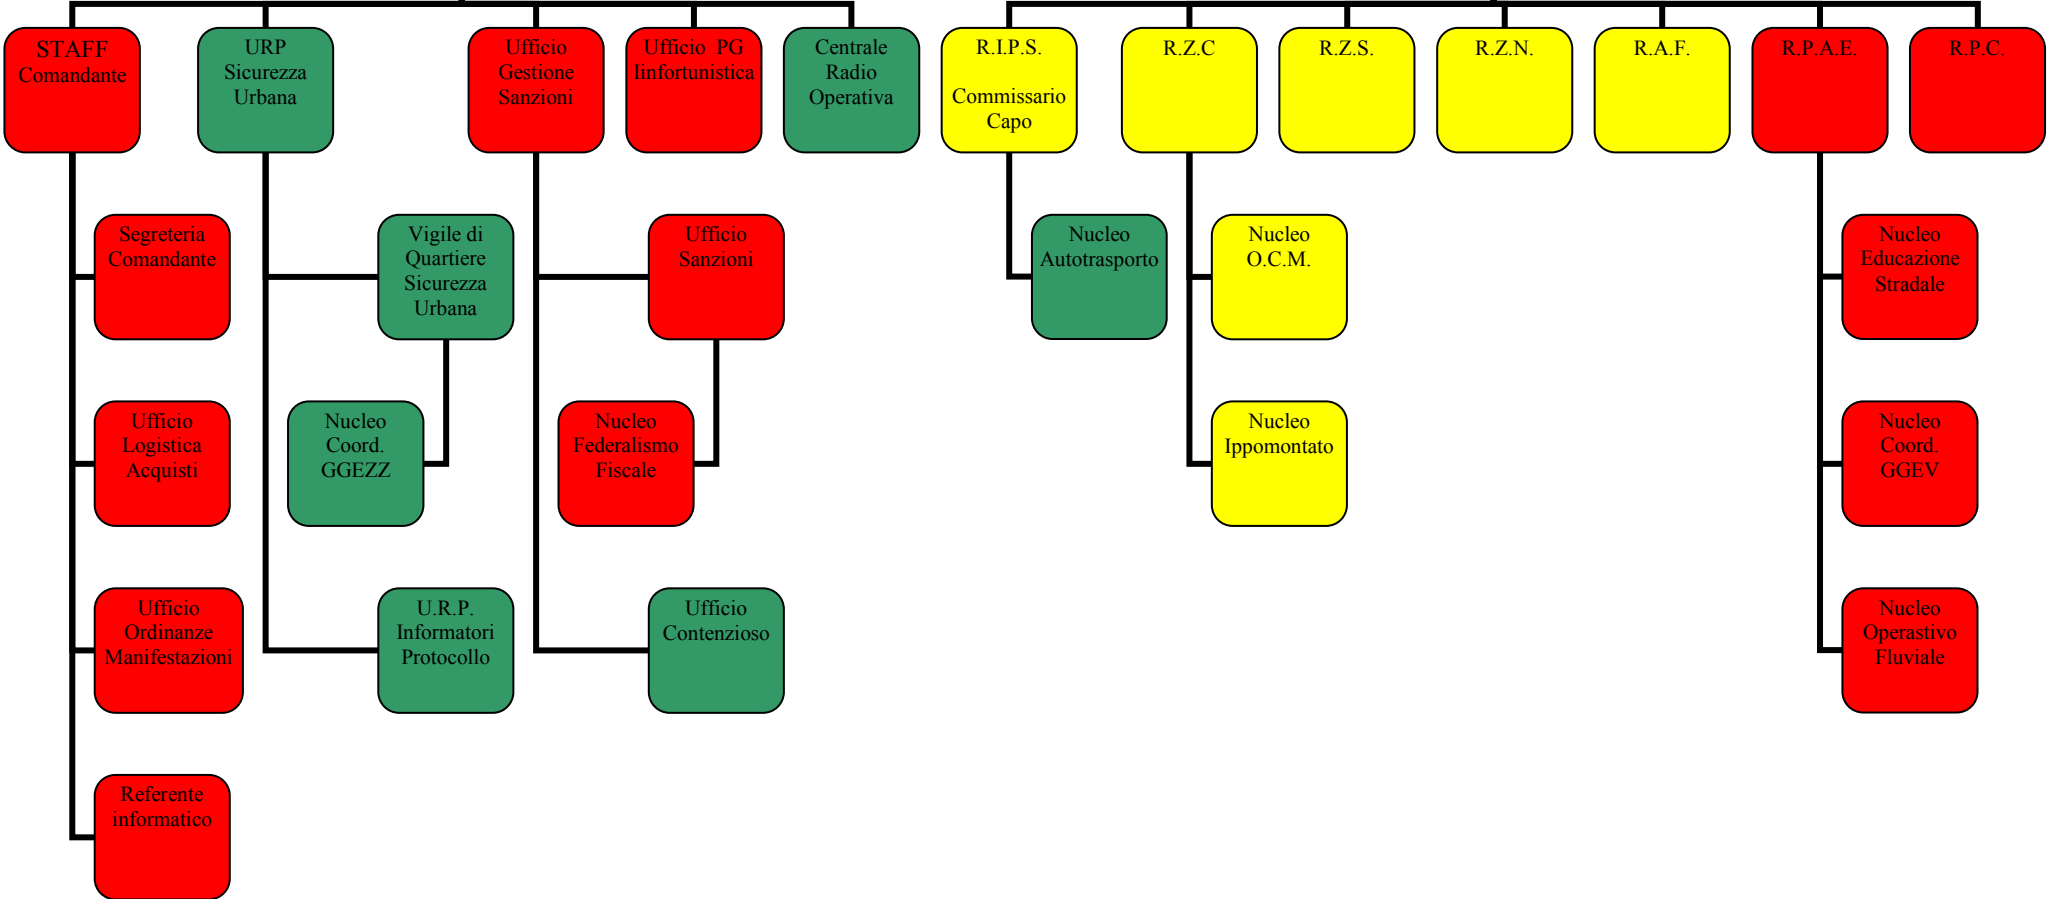 STAFF
Comandante
URP
Sicurezza
Urbana
Ufficio
Gestione
Sanzioni
Ufficio PG
Iinfortunistica
Centrale
Radio
Operativa
R.I.P.S.
Commissario
Capo
R.Z.C
R.Z.S.
R.Z.N.
R.A.F.
R.P.A.E.
R.P.C.
Segreteria
Comandante
Vigile di
Quartiere
Sicurezza
Urbana
Ufficio
Sanzioni
Nucleo
Autotrasporto
Nucleo
O.C.M.
Nucleo
Educazione
Stradale
Ufficio
Logistica
Acquisti
Nucleo
Coord.
GGEZZ
Nucleo
Federalismo
Fiscale
Nucleo
Ippomontato
Nucleo
Coord.
GGEV
Ufficio
Ordinanze
Manifestazioni
U.R.P.
Informatori
Protocollo
Ufficio
Contenzioso
Nucleo
Operastivo
Fluviale
Referente
informatico